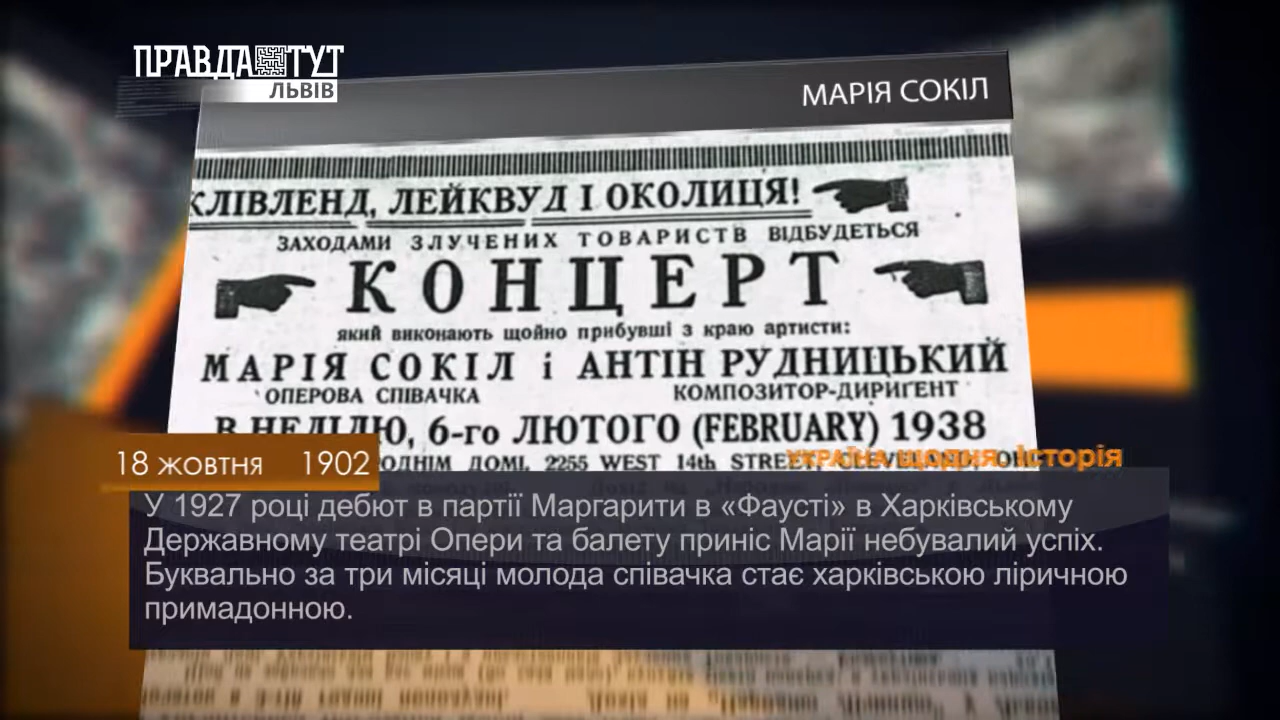 ПРАВДА ТУТ
ЛЬВІВ
МАРІЯ СОКІЛ
КЛІВЛЕНД, ЛЕЙКВУД І ОКОЛИЦЯ!
ЗАХОДАМИ ЗЛУЧЕНИХ ТОВАРИСТВ ВІДБУДЕТЬСЯ
КОНЦЕРТ
який виконають щойно прибувші з краю артисти:
МАРІЯ СОКІЛ і АНТІН РУДНИЦЬКИЙ
ОПЕРОВА СПІВАЧКА КОМПОЗИТОР-ДИРИҐЕНТ
В НЕДІЛЮ, 6-го ЛЮТОГО (FEBRUARY) 1938
ДОМІ, 2255 WEST 14th STREET,
УКРАЇНА ЩОДНЯ. ІСТОРІЯ
18 жовтня 1902
У 1927 році дебют в партії Маргарити в «Фаусті» в Харківському
Державному театрі Опери та балету приніс Марії небувалий успіх.
Буквально за три місяці молода співачка стає харківською ліричною
примадонною.